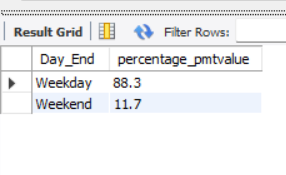 Result Grid Filter Rows:
Day_End percentage_pmtvalue
Weekday 88.3
Weekend 11.7